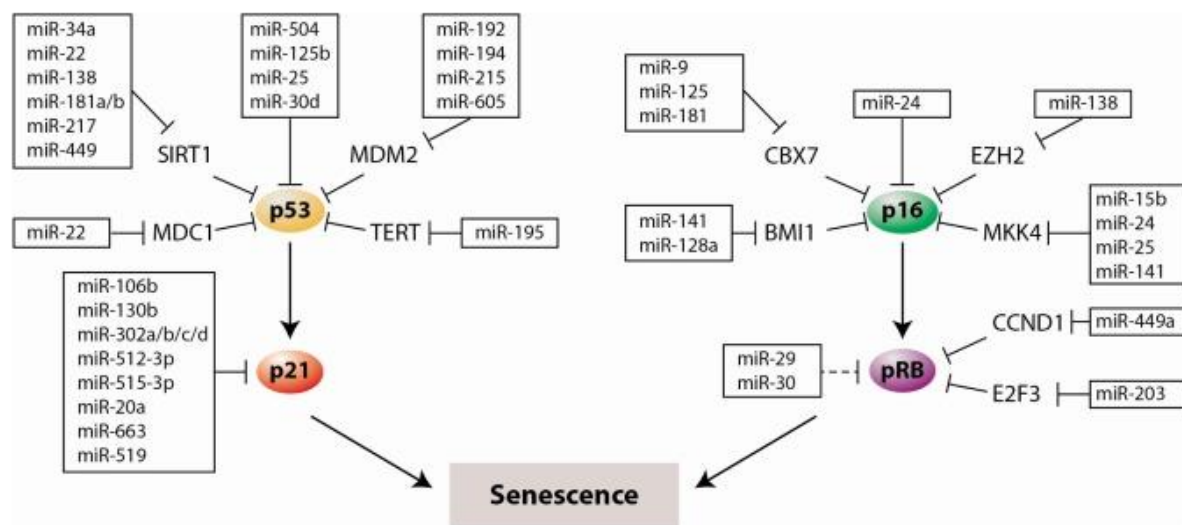 miR-34a
miR-22
miR-138
miR-181a/b
miR-217
miR-449
miR-504
miR-125b
miR-25
miR-30d
miR-192
miR-194
miR-215
miR-605
SIRT1
MDM2
p53
miR-22
MDC1
TERT
miR-195
miR-106b
miR-130b
miR-302a/b/c/d
miR-512-3p
miR-515-3p
miR-20a
miR-663
miR-519
p21
miR-9
miR-125
miR-181
miR-24
miR-138
CBX7
EZH2
p16
miR-141
miR-128a
BMI1
MKK4
miR-15b
miR-24
miR-25
miR-141
CCND1
miR-449a
miR-29
miR-30
pRB
E2F3
miR-203
Senescence